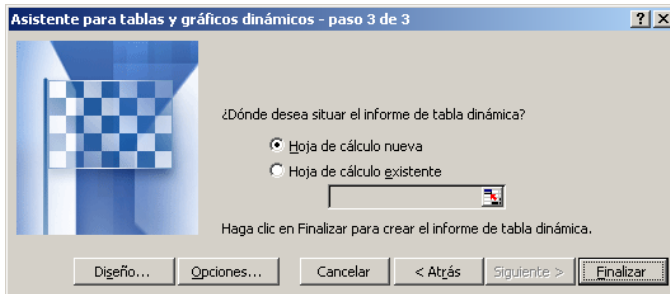 Asistente para tablas y gráficos dinámicos - paso 3 de 3
¿Dónde desea situar el informe de tabla dinámica?
Hoja de cálculo nueva
Hoja de cálculo existente
Haga clic en Finalizar para crear el informe de tabla dinámica.
Diseño... Opciones... Cancelar < Atrás Siguiente > Finalizar